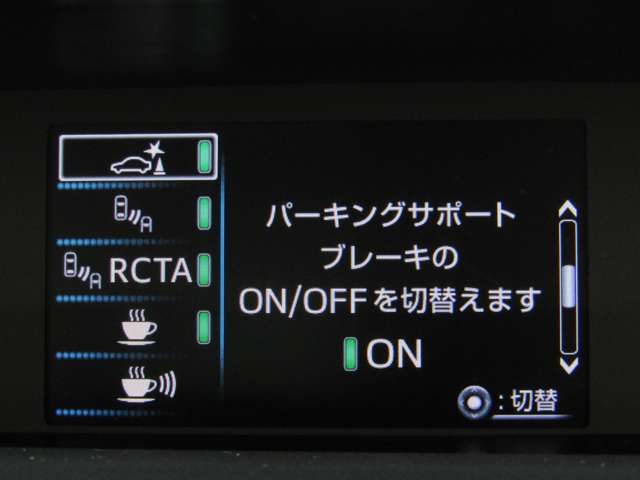 RCTA
パーキングサポート
ブレーキの
ON/OFFを切替えます
ON
:切替